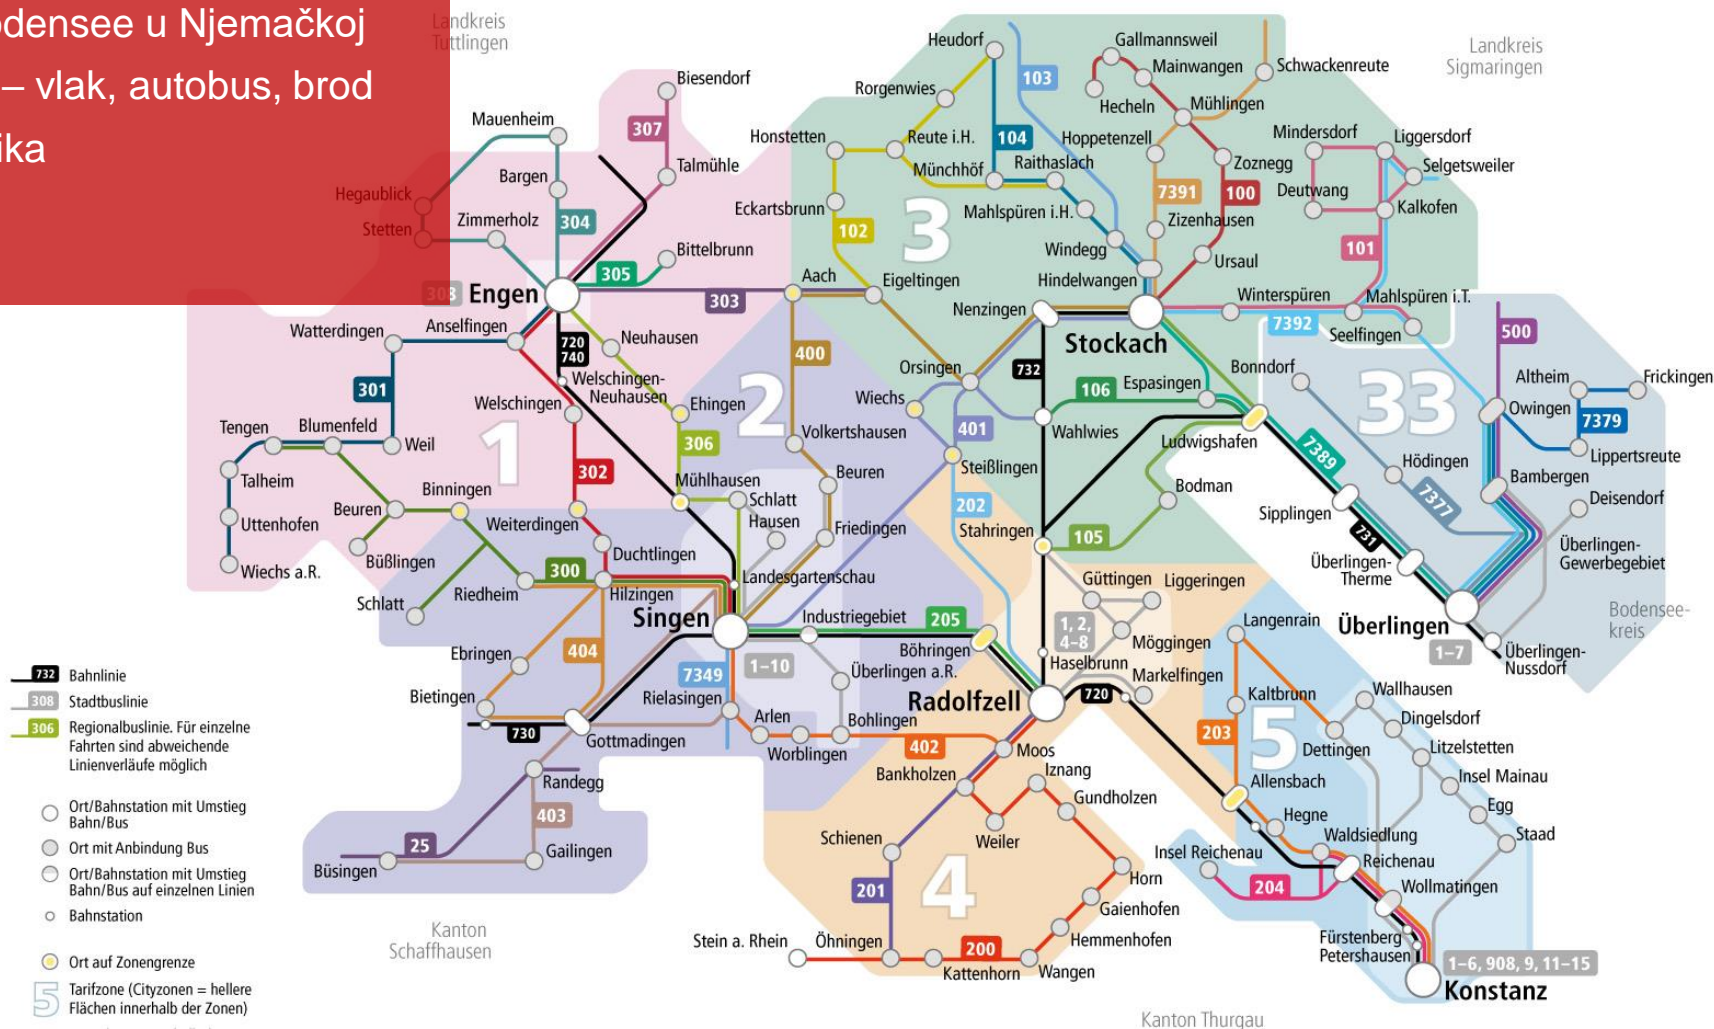 odensee u Njemačkoj
– vlak, autobus, brod
ika
Landkreis
Tuttlingen
Landkreis
Sigmaringen
Heudorf
103
Gallmannsweil
Mainwangen
Schwackenreute
Biesendorf
Rorgenwies
Hecheln
Mühlingen
Mauenheim
307
Honstetten
Reute i.H.
104
Hoppetenzell
Mindersdorf
Liggersdorf
Talmühle
Münchhöf
Raithaslach
Zoznegg
Selgetsweiler
Bargen
Hegaublick
7391
100
Deutwang
Eckartsbrunn
Mahlspüren i.H.
Kalkofen
Zimmerholz
304
Stetten
102
3
Zizenhausen
Bittelbrunn
Windegg
101
Ursaul
305
Aach
Eigeltingen
Hindelwangen
308
Engen
303
Nenzingen
Winterspüren
Mahlspüren i.T.
Watterdingen
Anselfingen
7392
Seelfingen
500
720
740
Neuhausen
400
Stockach
Welschingen-
Neuhausen
Orsingen
732
106
Espasingen
Bonndorf
Altheim
Frickingen
301
2
33
Welschingen
Ehingen
Wiechs
Owingen
7379
Tengen
Blumenfeld
Weil
1
306
Volkertshausen
401
Wahlwies
Ludwigshafen
7389
Lippertsreute
Talheim
302
Steißlingen
Hödingen
Bambergen
Mühlhausen
Beuren
Binningen
Schlatt
202
Bodman
7377
Deisendorf
Beuren
Uttenhofen
Weiterdingen
Hausen
Friedingen
Stahringen
105
Sipplingen
731
Büßlingen
Duchtlingen
Überlingen-
Gewerbegebiet
Wiechs a.R.
300
Landesgartenschau
Güttingen
Liggeringen
Überlingen-
Therme
Schlatt
Riedheim
Hilzingen
Singen
Industriegebiet
205
1, 2,
4–8
Langenrain
Bodensee-
kreis
Überlingen
Möggingen
Ebringen
404
1–10
Böhringen
Haselbrunn
1–7
Überlingen-
Nussdorf
7349
Überlingen a.R.
Markelfingen
Bietingen
Rielasingen
Radolfzell
720
Kaltbrunn
Wallhausen
730
Arlen
Bohlingen
Dingelsdorf
Gottmadingen
Worblingen
402
Moos
203
5
Dettingen
Litzelstetten
Randegg
Bankholzen
Iznang
Allensbach
Insel Mainau
403
Gundholzen
Hegne
Egg
25
Schienen
Weiler
Waldsiedlung
Staad
Büsingen
Gailingen
Insel Reichenau
Reichenau
201
4
Horn
204
Wollmatingen
Gaienhofen
Kanton
Schaffhausen
Stein a. Rhein
Öhningen
200
Hemmenhofen
Fürstenberg
Petershausen
Kattenhorn
Wangen
1–6, 908, 9, 11–15
Konstanz
Kanton Thurgau
732 Bahnlinie
308 Stadtbuslinie
306 Regionalbuslinie. Für einzelne
Fahrten sind abweichende
Linienverläufe möglich
Ort/Bahnstation mit Umstieg
Bahn/Bus
Ort mit Anbindung Bus
Ort/Bahnstation mit Umstieg
Bahn/Bus auf einzelnen Linien
Bahnstation
Ort auf Zonengrenze
5 Tarifzone (Cityzonen = hellere
Flächen innerhalb der Zonen)